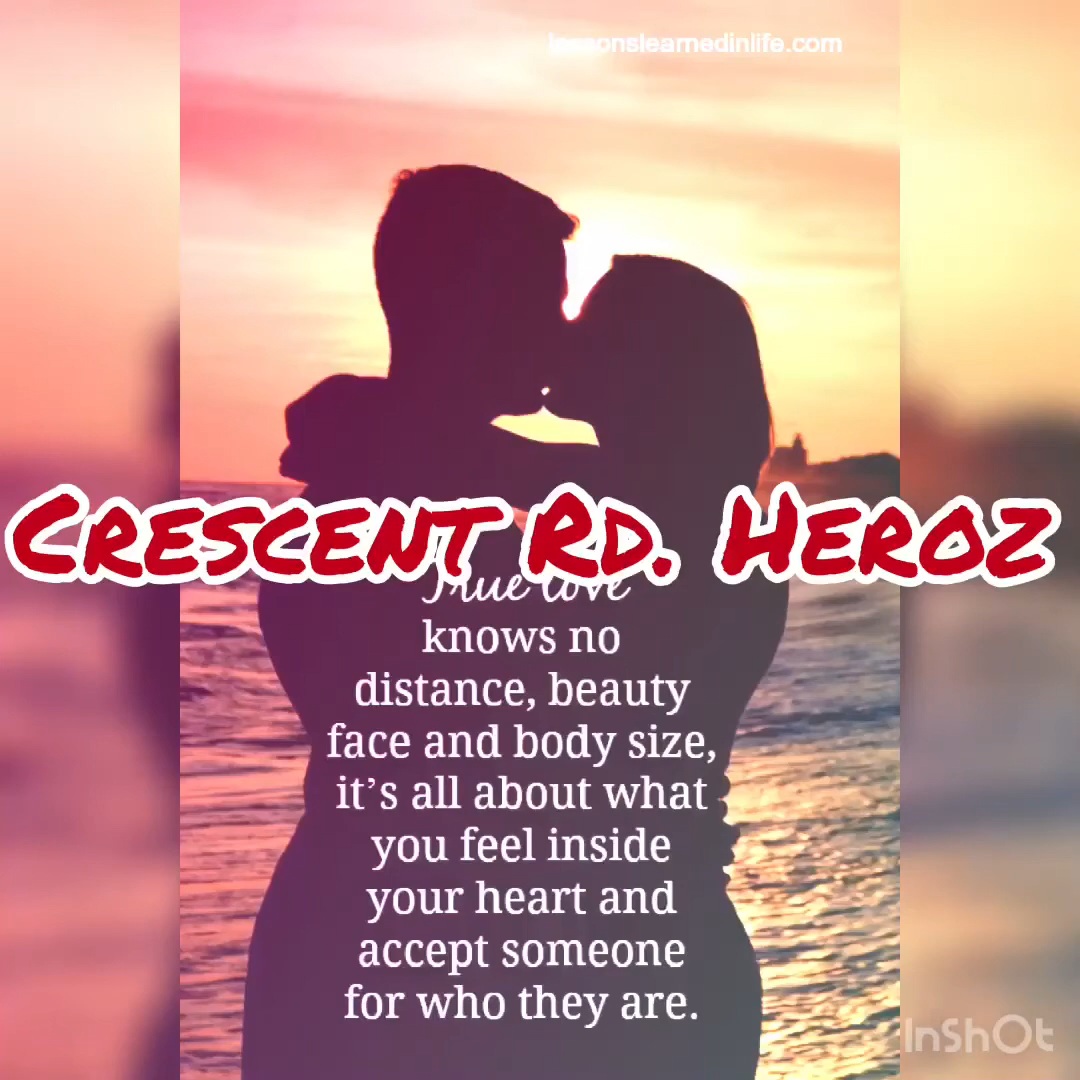 lessonslearnedinlife.com
Crescent Rd. Heroz
True love
knows no
distance, beauty
face and body size,
it's all about what
you feel inside
your heart and
accept someone
for who they are.
InShOt